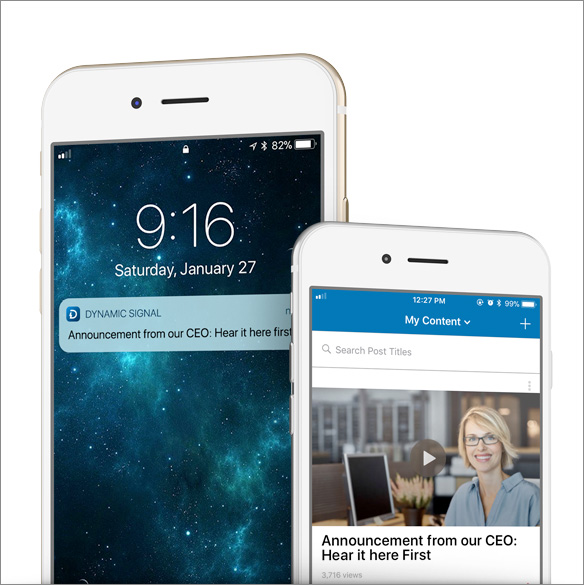 82%
9:16
Saturday, January 27
DYNAMIC SIGNAL
Announcement from our CEO: Hear it here first
12:27 PM
99%
My Content
+
Search Post Titles
Announcement from our CEO:
Hear it here First
3,716 views